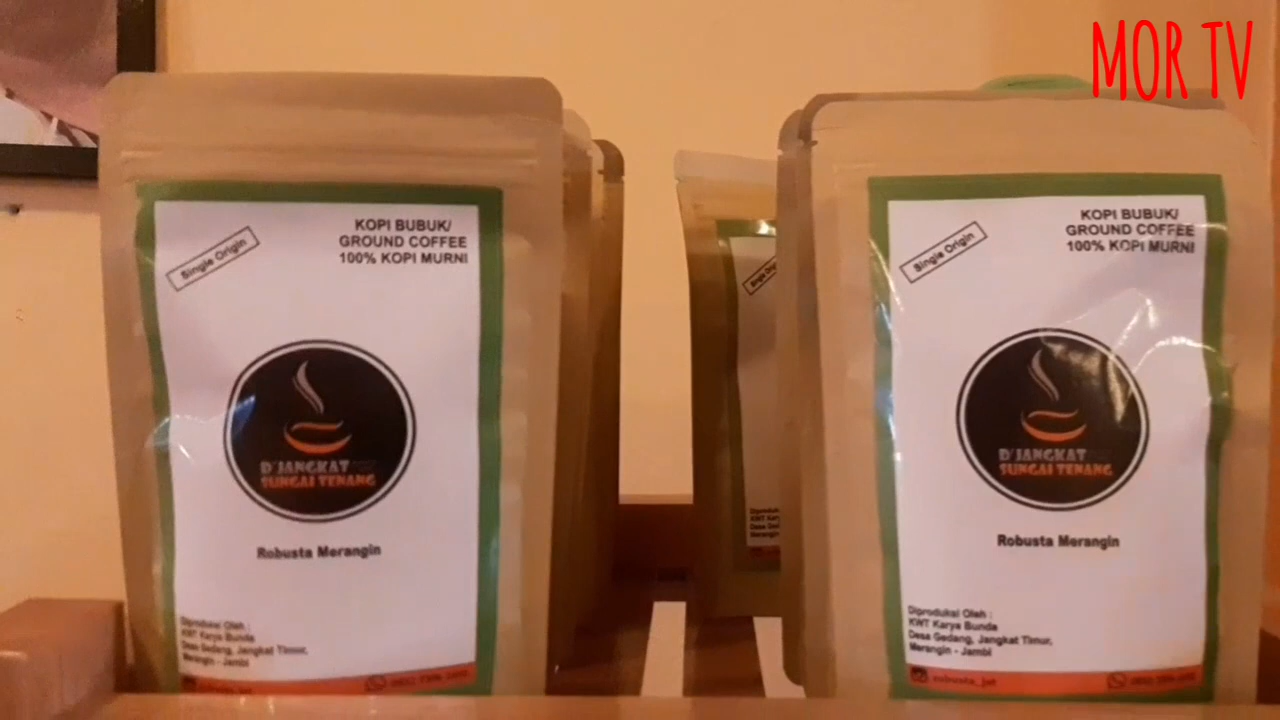 MOR TV
Single Origin
KOPI BUBUK/
GROUND COFFEE
100% KOPI MURNI
D'JANGKAT
SUNGAI TENANG
Robusta Merangin
Diproduksi Oleh :
KWT Karya Bunda
Desa Gedang, Jangkat Timur,
Merangin - Jambi
Single Origin
KOPI BUBUK/
GROUND COFFEE
100% KOPI MURNI
D'JANGKAT
SUNGAI TENANG
Robusta Merangin
Diproduksi Oleh :
KWT Karya Bunda
Desa Gedang, Jangkat Timur,
Merangin - Jambi